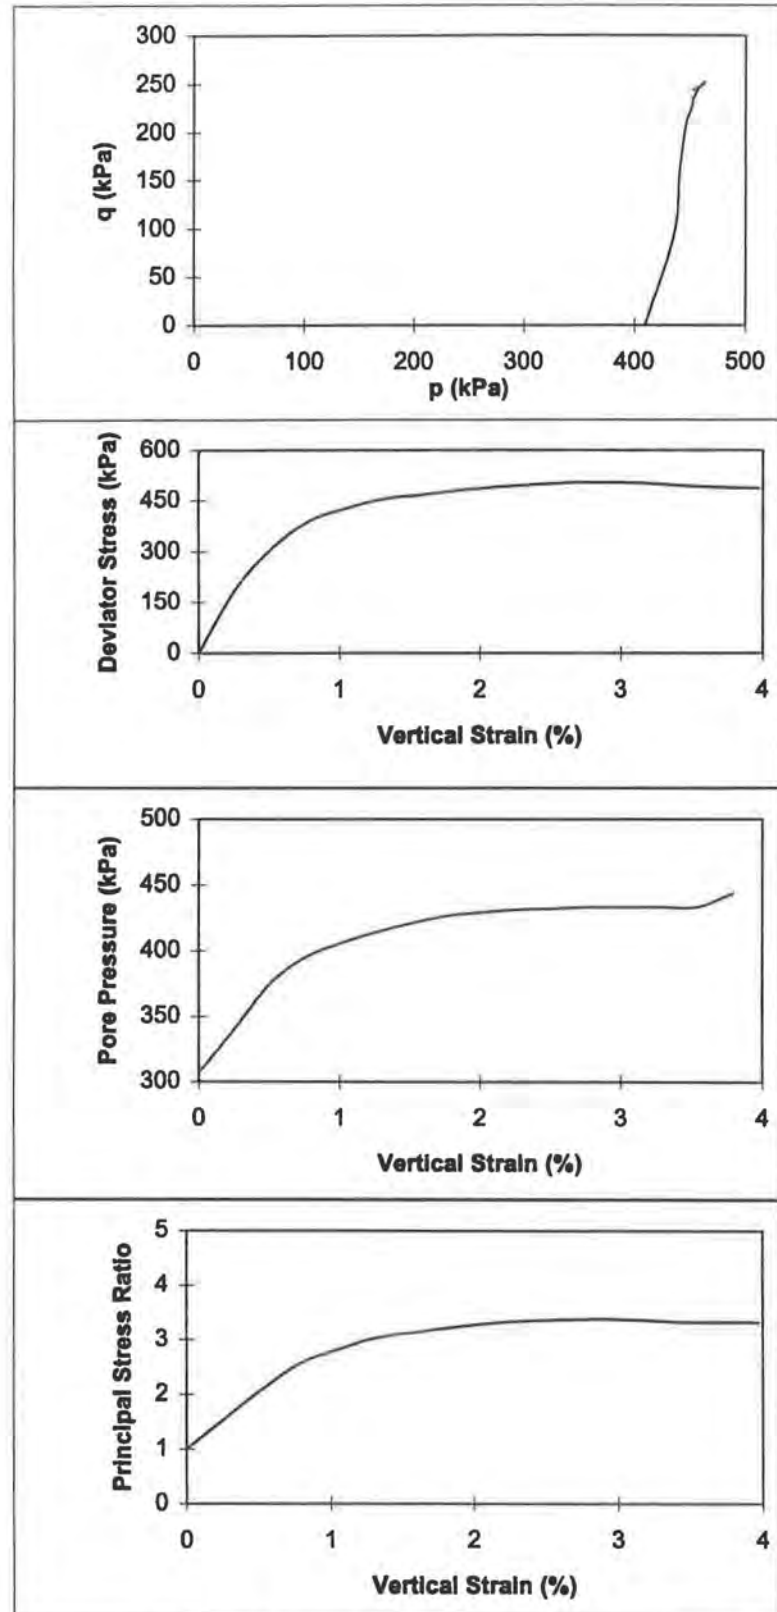 300
250
200
150
100
50
0
q (kPa)
0 100 200 300 400 500
p (kPa)
600
450
300
150
0
Deviator Stress (kPa)
0 1 2 3 4
Vertical Strain (%)
500
450
400
350
300
Pore Pressure (kPa)
0 1 2 3 4
Vertical Strain (%)
5
4
3
2
1
0
Principal Stress Ratio
0 1 2 3 4
Vertical Strain (%)